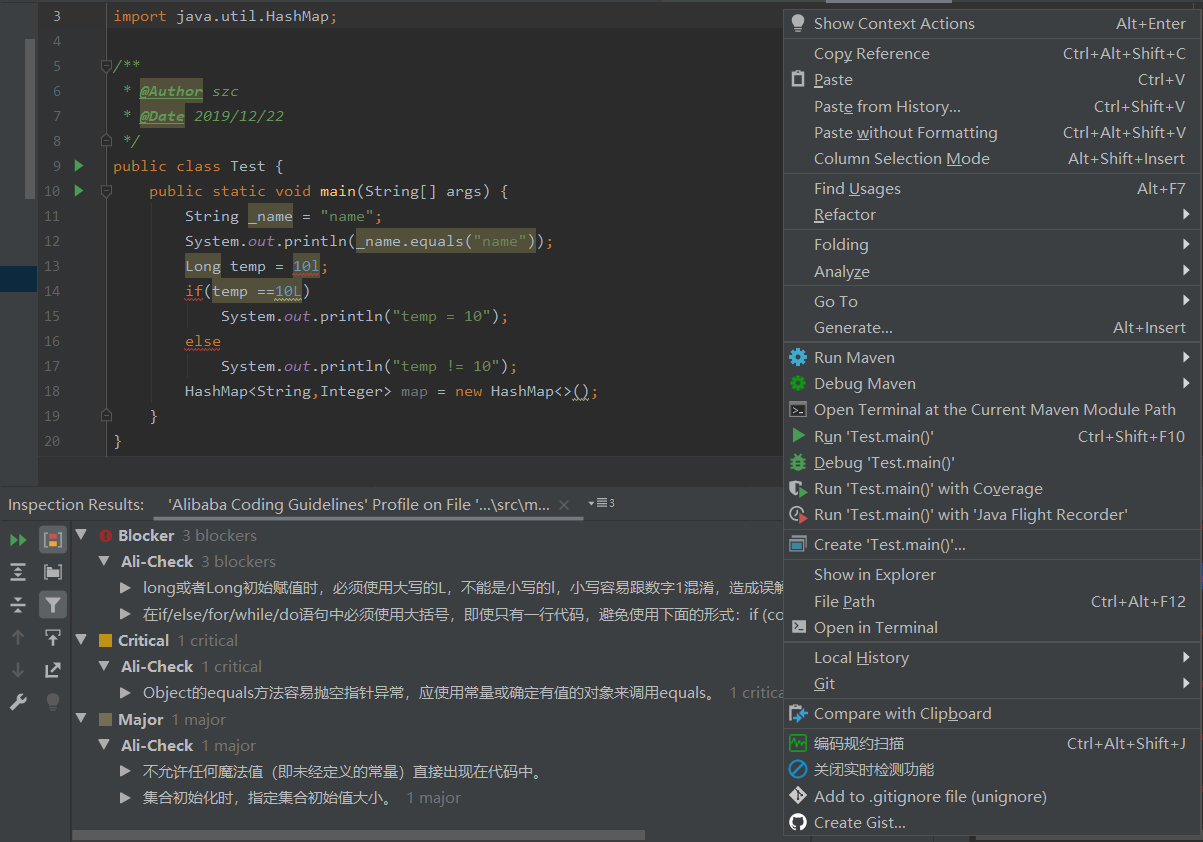 3 import java.util.HashMap;
4
5 /**
6 * @Author szc
7 * @Date 2019/12/22
8 */
9 public class Test {
10 public static void main(String[] args) {
11 String _name = "name";
12 System.out.println(_name.equals("name"));
13 Long temp = 10l;
14 if(temp ==10L)
15 System.out.println("temp = 10");
16 else
17 System.out.println("temp != 10");
18 HashMap<String,Integer> map = new HashMap<>();
19 }
20 }
Inspection Results: 'Alibaba Coding Guidelines' Profile on File '...\src\m... 3
Blocker 3 blockers
Ali-Check 3 blockers
long或者Long初始赋值时，必须使用大写的L，不能是小写的l，小写容易跟数字1混淆，造成误解
在if/else/for/while/do语句中必须使用大括号，即使只有一行代码，避免使用下面的形式：if (co
Critical 1 critical
Ali-Check 1 critical
Object的equals方法容易抛空指针异常，应使用常量或确定有值的对象来调用equals。 1 critica
Major 1 major
Ali-Check 1 major
不允许任何魔法值（即未经定义的常量）直接出现在代码中。
集合初始化时，指定集合初始值大小。 1 major
Show Context Actions Alt+Enter
Copy Reference Ctrl+Alt+Shift+C
Paste Ctrl+V
Paste from History... Ctrl+Shift+V
Paste without Formatting Ctrl+Alt+Shift+V
Column Selection Mode Alt+Shift+Insert
Find Usages Alt+F7
Refactor
Folding
Analyze
Go To
Generate... Alt+Insert
Run Maven
Debug Maven
Open Terminal at the Current Maven Module Path
Run 'Test.main()' Ctrl+Shift+F10
Debug 'Test.main()'
Run 'Test.main()' with Coverage
Run 'Test.main()' with 'Java Flight Recorder'
Create 'Test.main()'...
Show in Explorer
File Path Ctrl+Alt+F12
Open in Terminal
Local History
Git
Compare with Clipboard
编码规约扫描 Ctrl+Alt+Shift+J
关闭实时检测功能
Add to .gitignore file (unignore)
Create Gist...